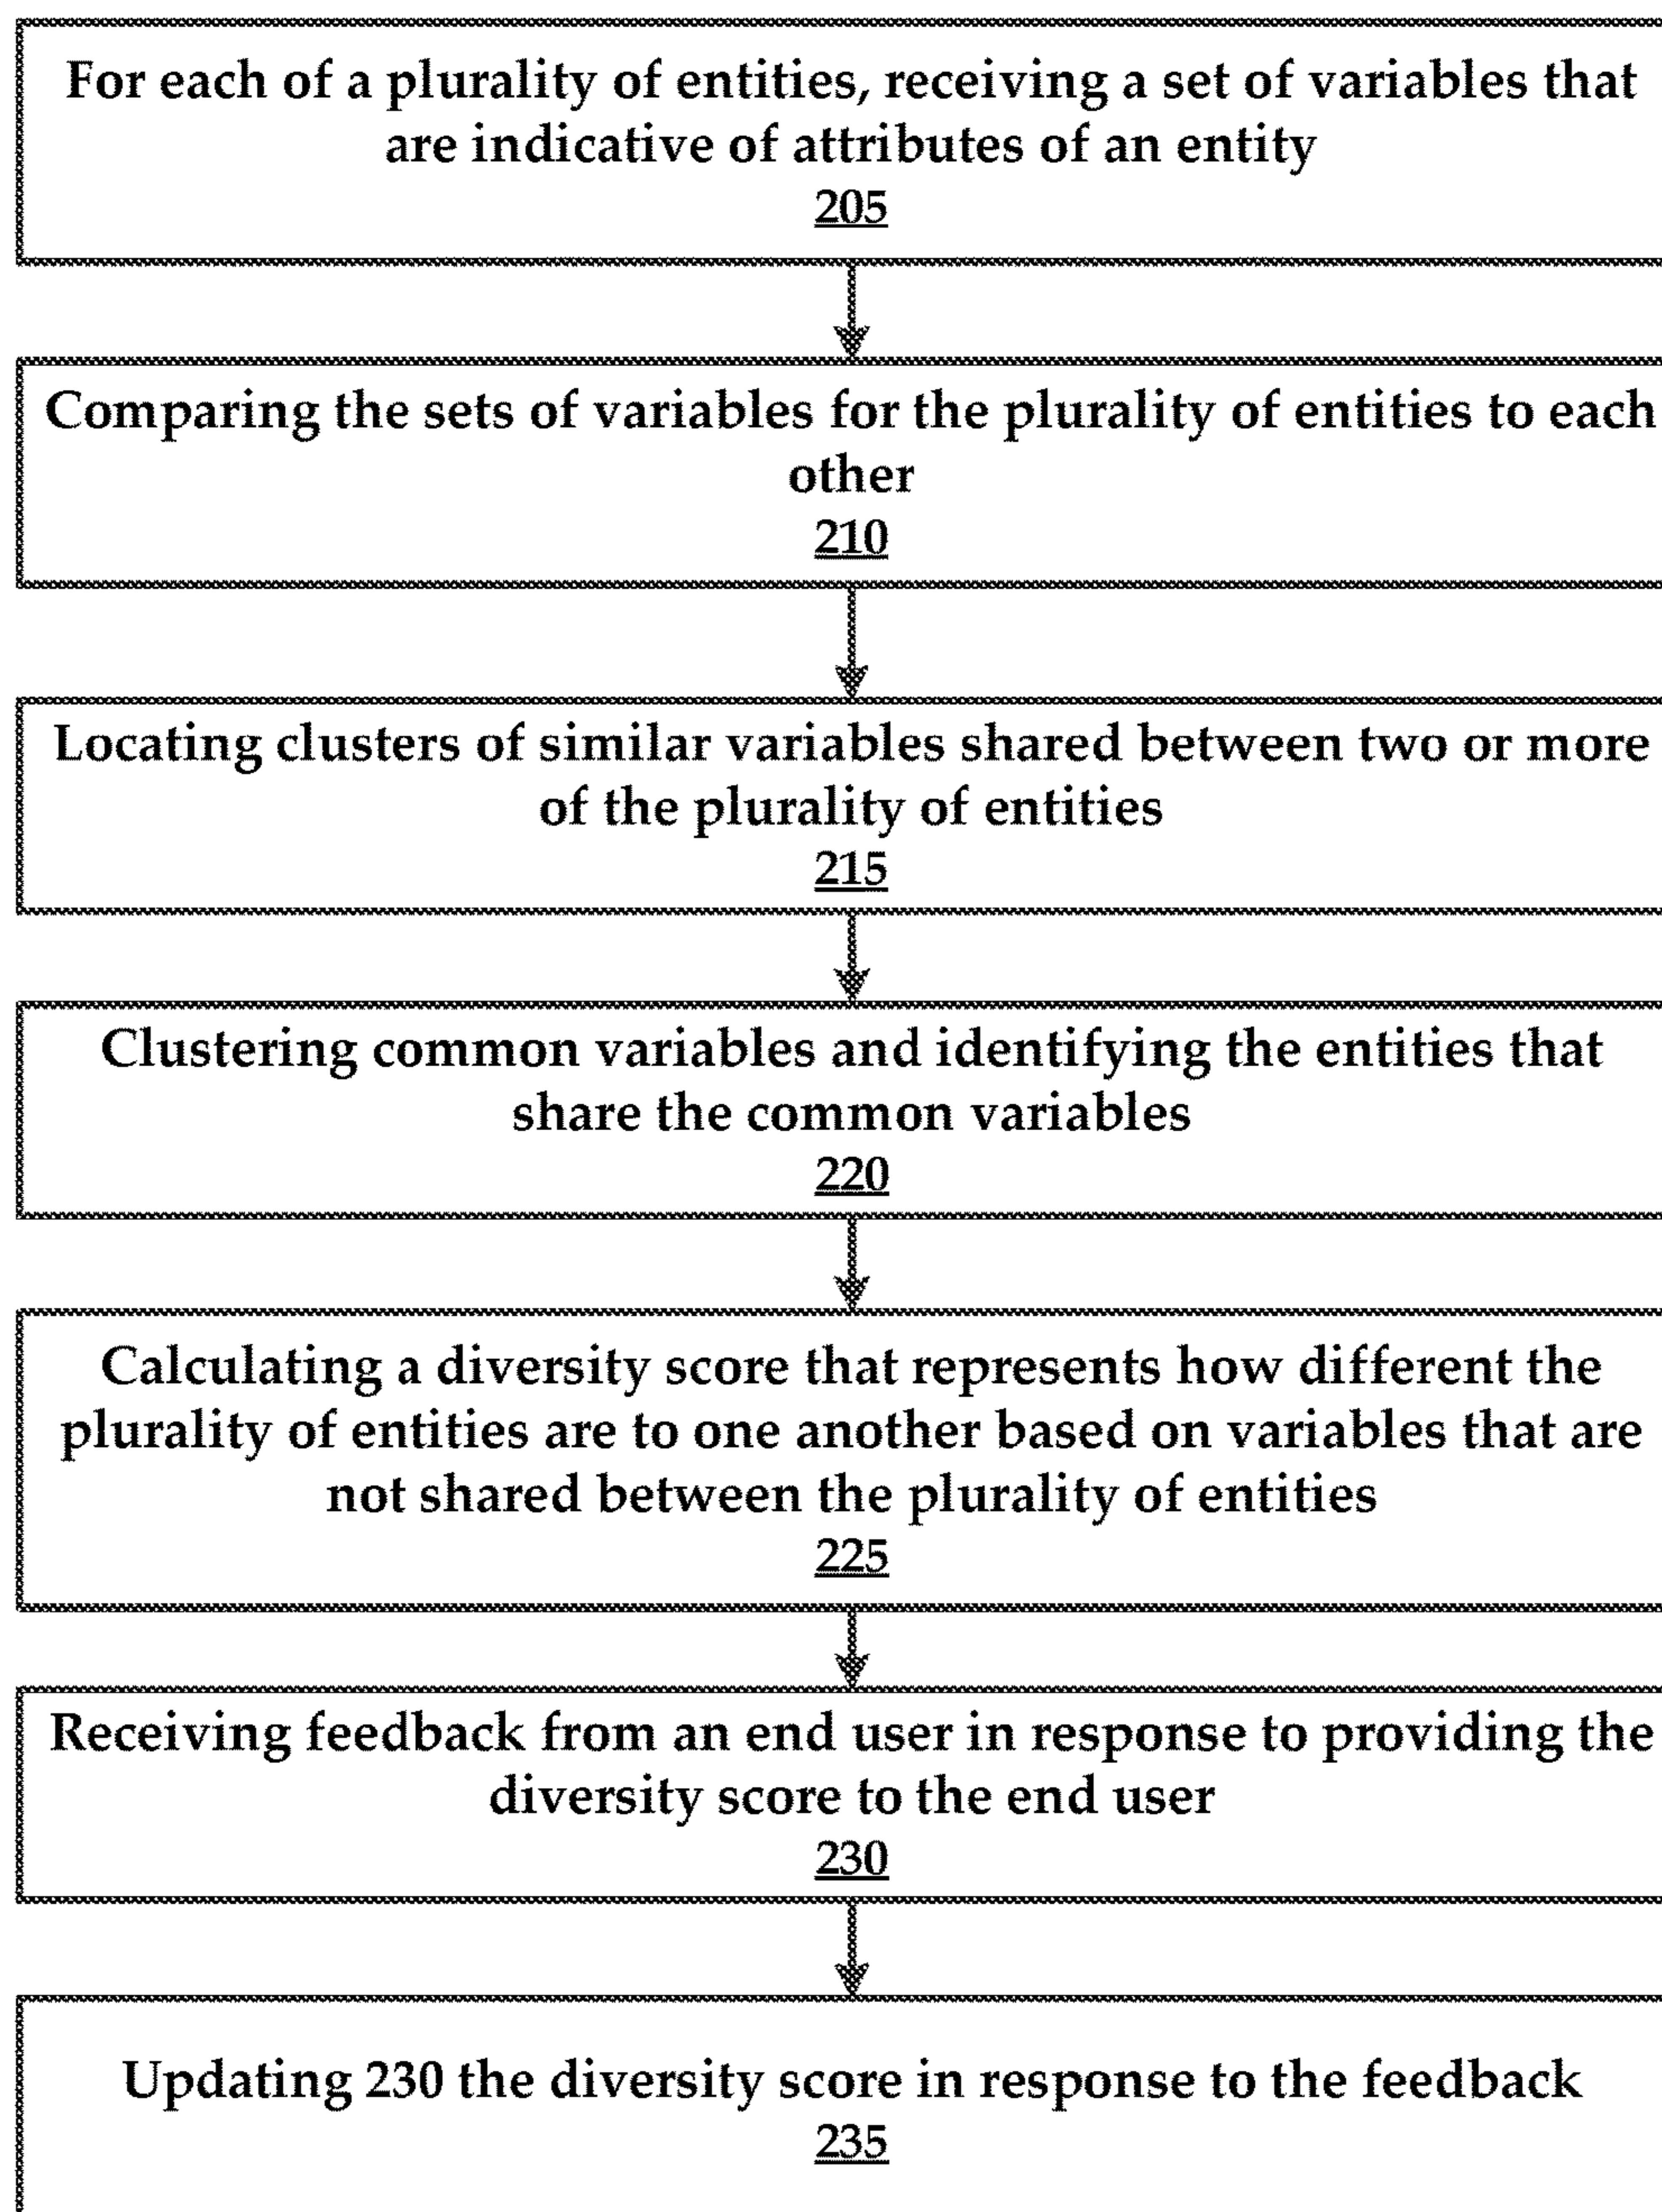 For each of a plurality of entities, receiving a set of variables that
are indicative of attributes of an entity
205
Comparing the sets of variables for the plurality of entities to each
other
210
Locating clusters of similar variables shared between two or more
of the plurality of entities
215
Clustering common variables and identifying the entities that
share the common variables
220
Calculating a diversity score that represents how different the
plurality of entities are to one another based on variables that are
not shared between the plurality of entities
225
Receiving feedback from an end user in response to providing the
diversity score to the end user
230
Updating 230 the diversity score in response to the feedback
235